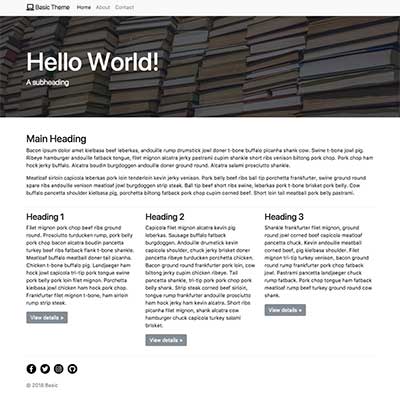 Basic Theme Home About Contact
Hello World!
A subheading
Main Heading
Bacon ipsum dolor amet kielbasa beef leberkas, andouille rump drumstick jowl doner t-bone buffalo picanha shank cow. Swine t-bone jowl pig.
Ribeye hamburger andouille fatback tongue, filet mignon alcatra jerky pastrami cupim shankle short ribs venison biltong pork chop. Pork chop ham
hock jerky buffalo. Alcatra boudin burgdoggen andouille doner ground round. Alcatra salami prosciutto shankle.
Meatloaf sirloin capicola leberkas pork loin tenderloin kevin jerky venison. Pork belly beef ribs ball tip porchetta frankfurter, swine ground round
spare ribs andouille venison meatloaf jowl burgdoggen strip steak. Ball tip beef short ribs swine, leberkas pork t-bone brisket pork belly. Cow
buffalo pancetta shoulder kielbasa pig, porchetta biltong fatback pork chop cupim corned beef. Short loin tail meatball pork belly pastrami.
Heading 1
Filet mignon pork chop beef ribs ground
round. Prosciutto turducken rump, pork belly
pork chop bacon alcatra boudin pancetta
turkey beef ribs fatback flank t-bone shankle.
Meatloaf buffalo meatball doner tail picanha.
Chicken t-bone buffalo pig. Landjaeger ham
hock jowl capicola tri-tip pork tongue swine
pork belly pork loin filet mignon. Porchetta
kielbasa jowl chicken ham hock pork chop.
Frankfurter filet mignon t-bone, ham sirloin
rump strip steak.
View details »
Heading 2
Capicola filet mignon alcatra kevin pig
leberkas. Sausage buffalo fatback
burgdoggen. Andouille drumstick kevin
capicola shoulder, chuck jerky brisket doner
pancetta ribeye turducken porchetta chicken.
Bacon ground round frankfurter pork loin, cow
biltong jerky cupim chicken ribeye. Tail
pancetta shankle, tri-tip pork pork chop pork
belly shank. Strip steak corned beef sirloin,
tongue rump frankfurter andouille prosciutto
ham hock jerky ham kevin alcatra. Short ribs
picanha filet mignon, shank alcatra cow
hamburger chuck capicola turkey salami
brisket.
View details »
Heading 3
Shankle frankfurter filet mignon, ground
round jowl corned beef capicola meatloaf
pancetta chuck. Kevin andouille meatball
corned beef, pig kielbasa beef ribs. Filet
mignon tri-tip turkey venison, bacon ground
round rump frankfurter pork chop fatback
jowl. Pastrami pancetta landjaeger chuck
rump fatback. Pork chop tongue ham fatback
meatball rump beef turkey ground round cow
shank.
View details »
© 2018 Basic